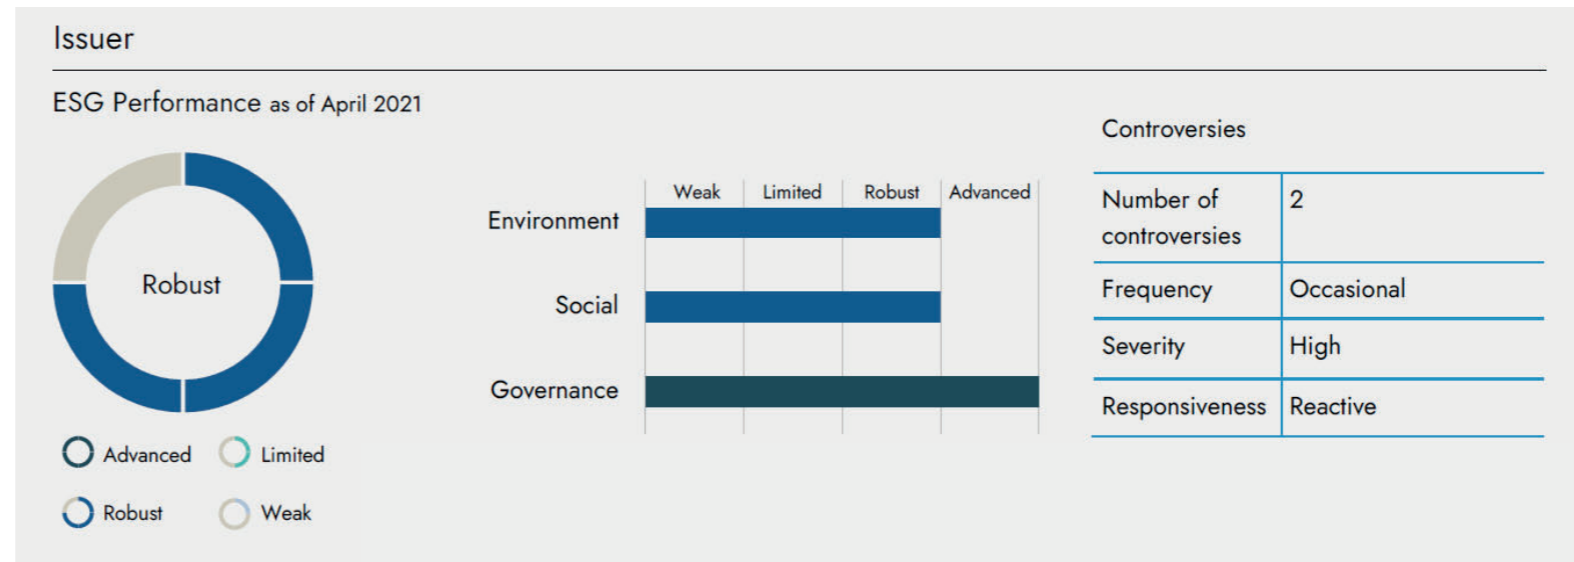 Issuer
ESG Performance as of April 2021
Robust
Advanced
Limited
Robust
Weak
Weak Limited Robust Advanced
Environment
Social
Governance
Controversies
Number of
controversies
2
Frequency Occasional
Severity High
Responsiveness Reactive